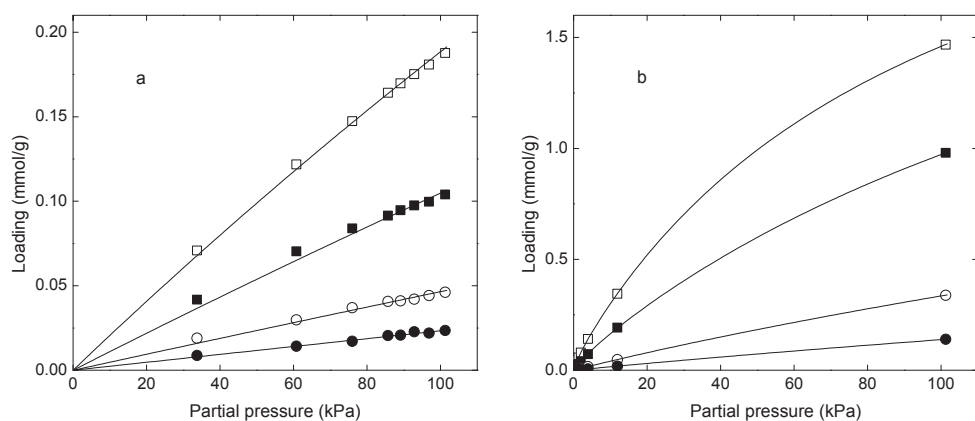 a
0.20
0.15
0.10
0.05
0.00
Loading (mmol/g)
0 20 40 60 80 100
Partial pressure (kPa)
b
1.5
1.0
0.5
0.0
Loading (mmol/g)
0 20 40 60 80 100
Partial pressure (kPa)